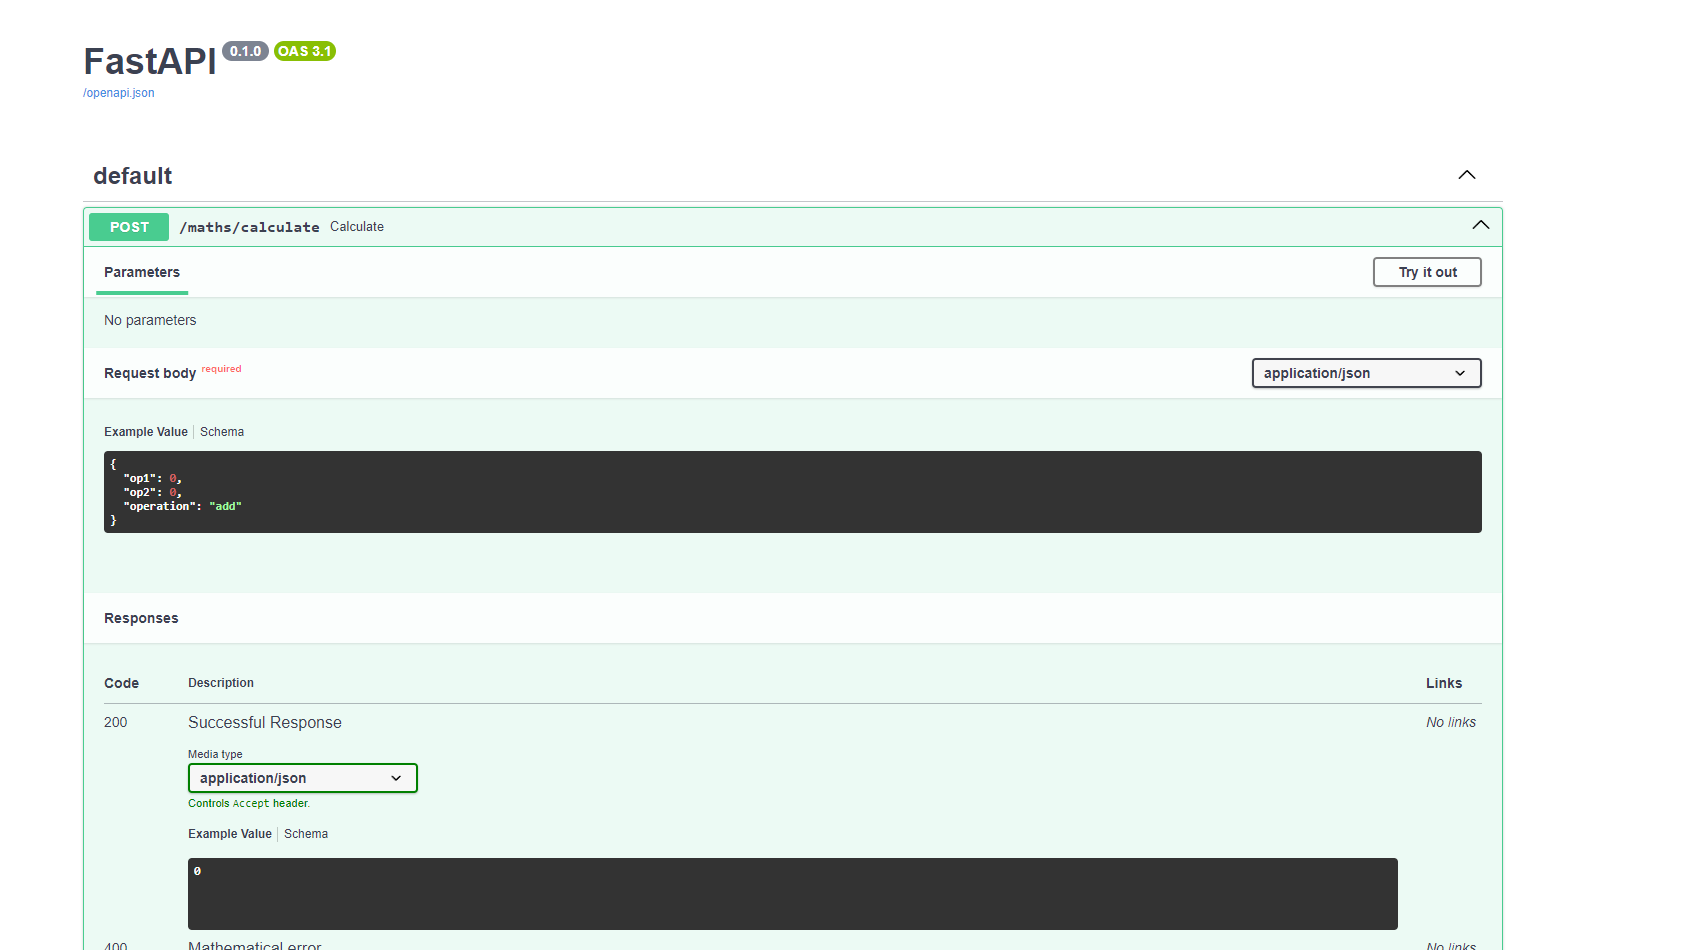 FastAPI 0.1.0 OAS 3.1
/openapi.json
default
POST /maths/calculate Calculate
Parameters Try it out
No parameters
Request body required application/json
Example Value Schema
{
"op1": 0,
"op2": 0,
"operation": "add"
}
Responses
Code Description Links
200 Successful Response No links
Media type
application/json
Controls Accept header.
Example Value Schema
0
400 Mathematical error No links